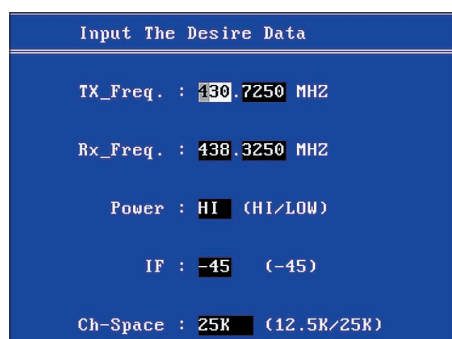 Input The Desire Data
TX_Freq. : 430.7250 MHZ
Rx_Freq. : 438.3250 MHZ
Power : HI (HI/LOW)
IF : -45 (-45)
Ch-Space : 25K (12.5K/25K)